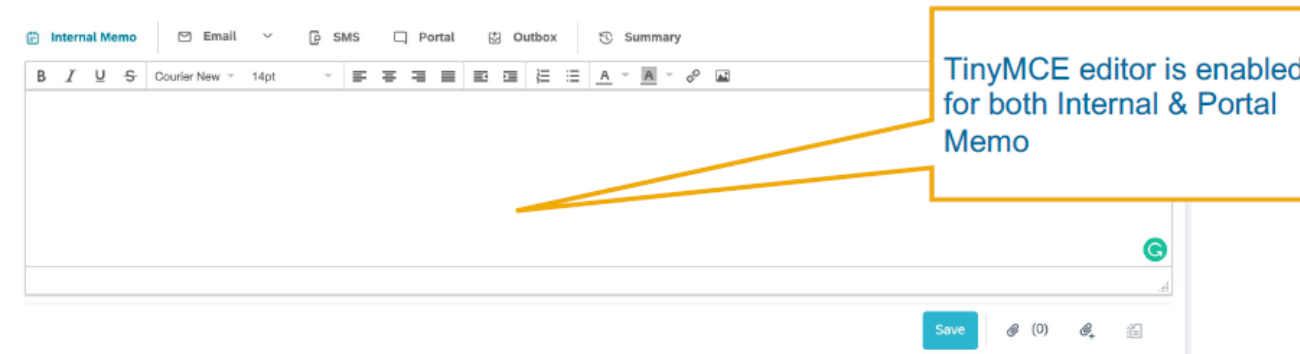 Internal Memo Email SMS Portal Outbox Summary
B I U S Courier New 14pt A A
TinyMCE editor is enabled
for both Internal & Portal
Memo
Save (0)